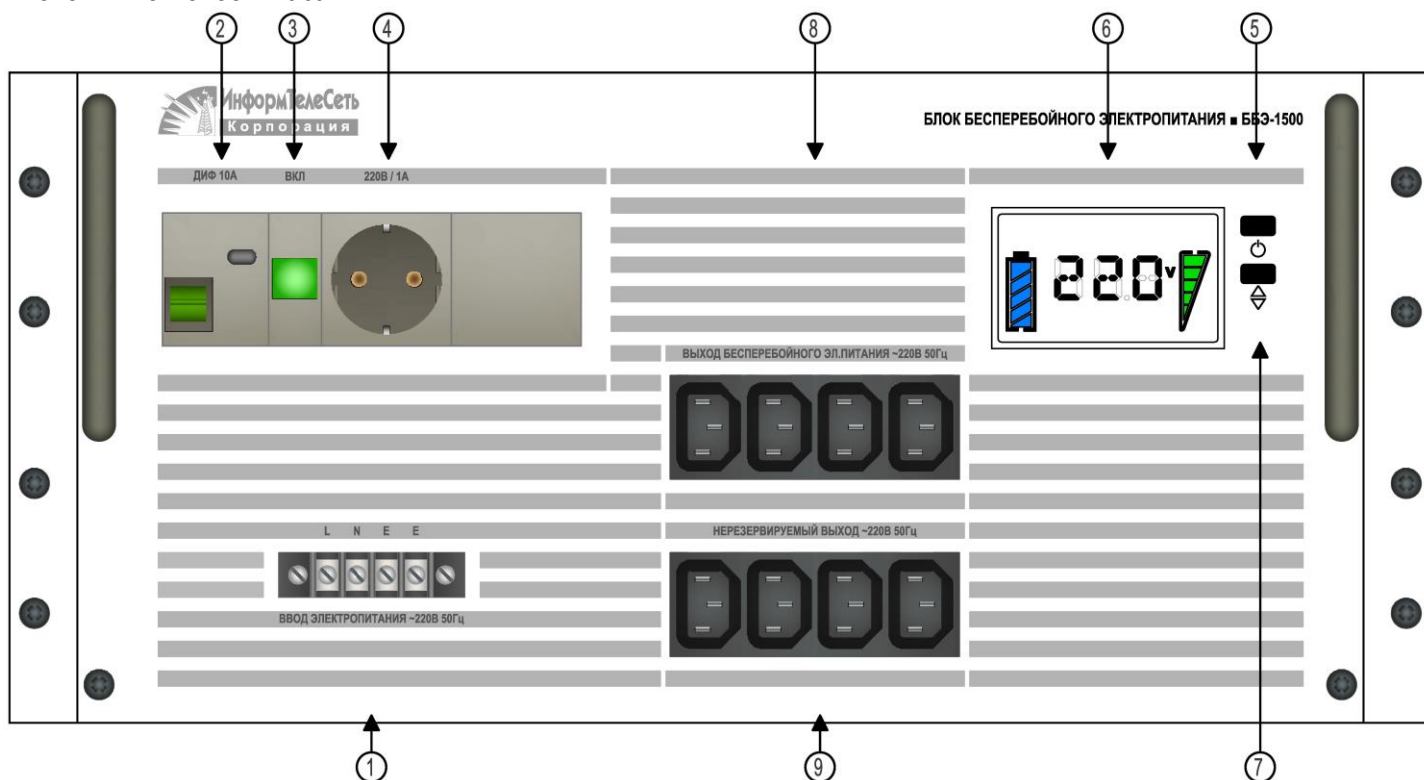 2 3 4 8 6 5
ИнформТелеСеть
Корпорация
БЛОК БЕСПЕРЕБОЙНОГО ЭЛЕКТРОПИТАНИЯ ■ ББЭ-1500
ДИФ 10А ВКЛ 220В / 1А
220 v
ВЫХОД БЕСПЕРЕБОЙНОГО ЭЛ.ПИТАНИЯ ~220В 50Гц
L N E E
НЕРЕЗЕРВИРУЕМЫЙ ВЫХОД ~220В 50Гц
ВВОД ЭЛЕКТРОПИТАНИЯ ~220В 50Гц
1 9 7